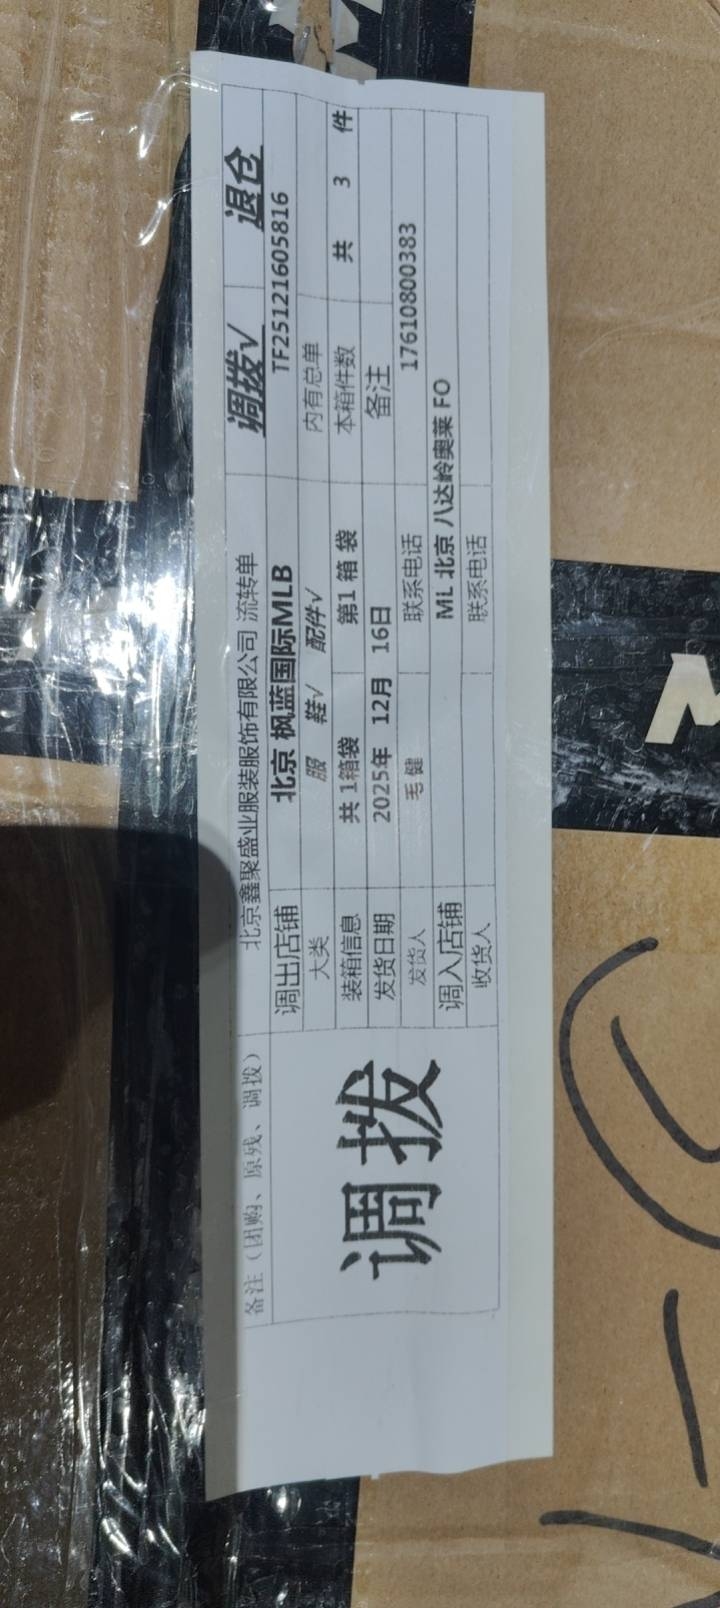 备注（团购、原残、调拨） 北京鑫聚盛业服装服饰有限公司 流转单 调拨√ 退仓
调拨
调出店铺 北京 枫蓝国际MLB TF25121605816
大类 服 鞋√ 配件√ 内有总单
装箱信息 共 1箱袋 第1 箱 袋 本箱件数 共 3 件
发货日期 2025年 12月 16日 备注
发货人 毛健 联系电话 17610800383
调入店铺 ML 北京 八达岭奥莱 FO
收货人 联系电话